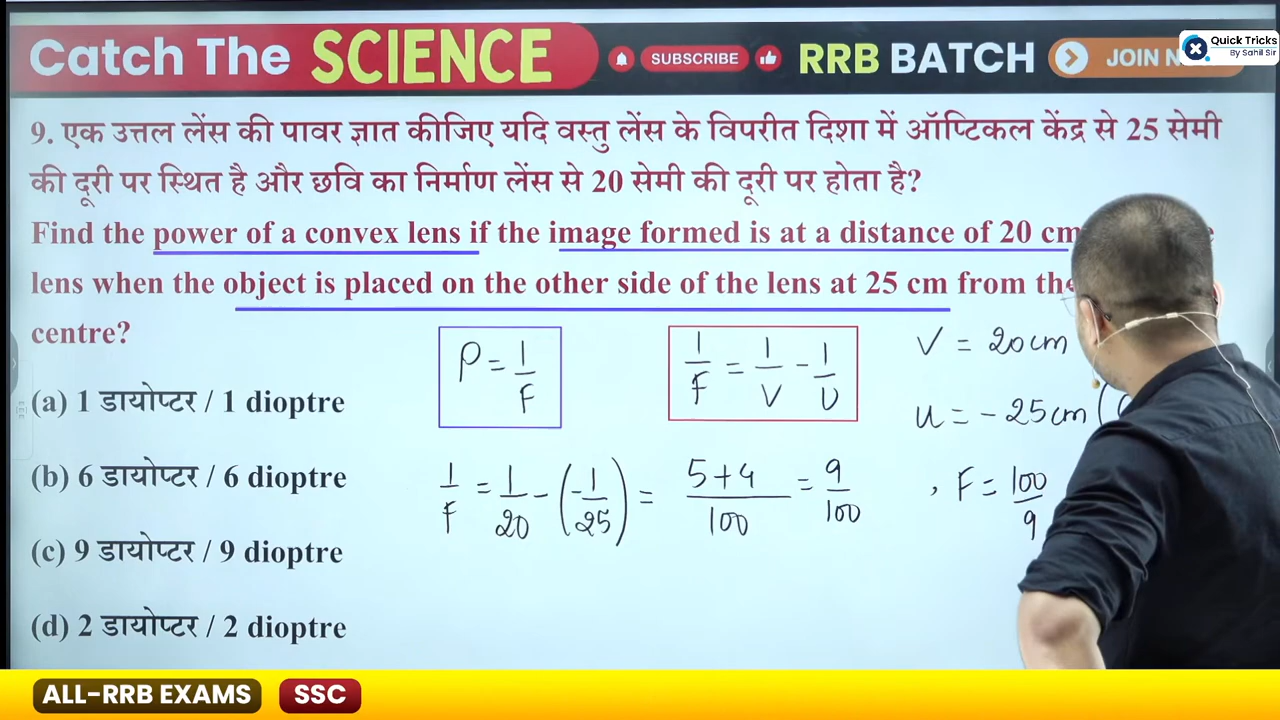 Catch The SCIENCE SUBSCRIBE RRB BATCH JOIN
Quick Tricks
By Sahil Sir
9. एक उत्तल लेंस की पावर ज्ञात कीजिए यदि वस्तु लेंस के विपरीत दिशा में ऑप्टिकल केंद्र से 25 सेमी
की दूरी पर स्थित है और छवि का निर्माण लेंस से 20 सेमी की दूरी पर होता है?
Find the power of a convex lens if the image formed is at a distance of 20 cm
lens when the object is placed on the other side of the lens at 25 cm from the
centre?
P = 1/F
1/F = 1/V - 1/U
V = 20cm
u = - 25cm (
(a) 1 डायोप्टर / 1 dioptre
(b) 6 डायोप्टर / 6 dioptre
1/F = 1/20 - (-1/25) = 5+4/100 = 9/100 , F = 100/9
(c) 9 डायोप्टर / 9 dioptre
(d) 2 डायोप्टर / 2 dioptre
ALL-RRB EXAMS SSC